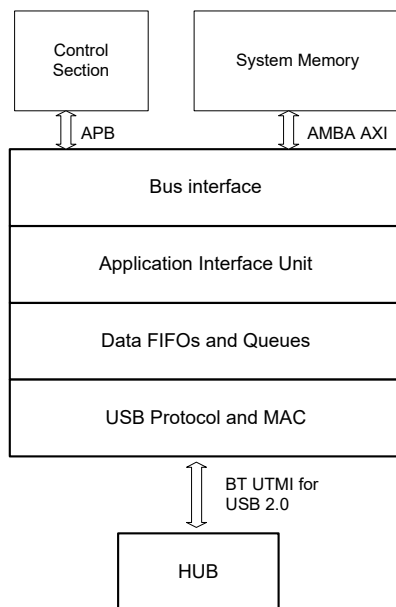 Control
Section
System Memory
APB
AMBA AXI
Bus interface
Application Interface Unit
Data FIFOs and Queues
USB Protocol and MAC
BT UTMI for
USB 2.0
HUB